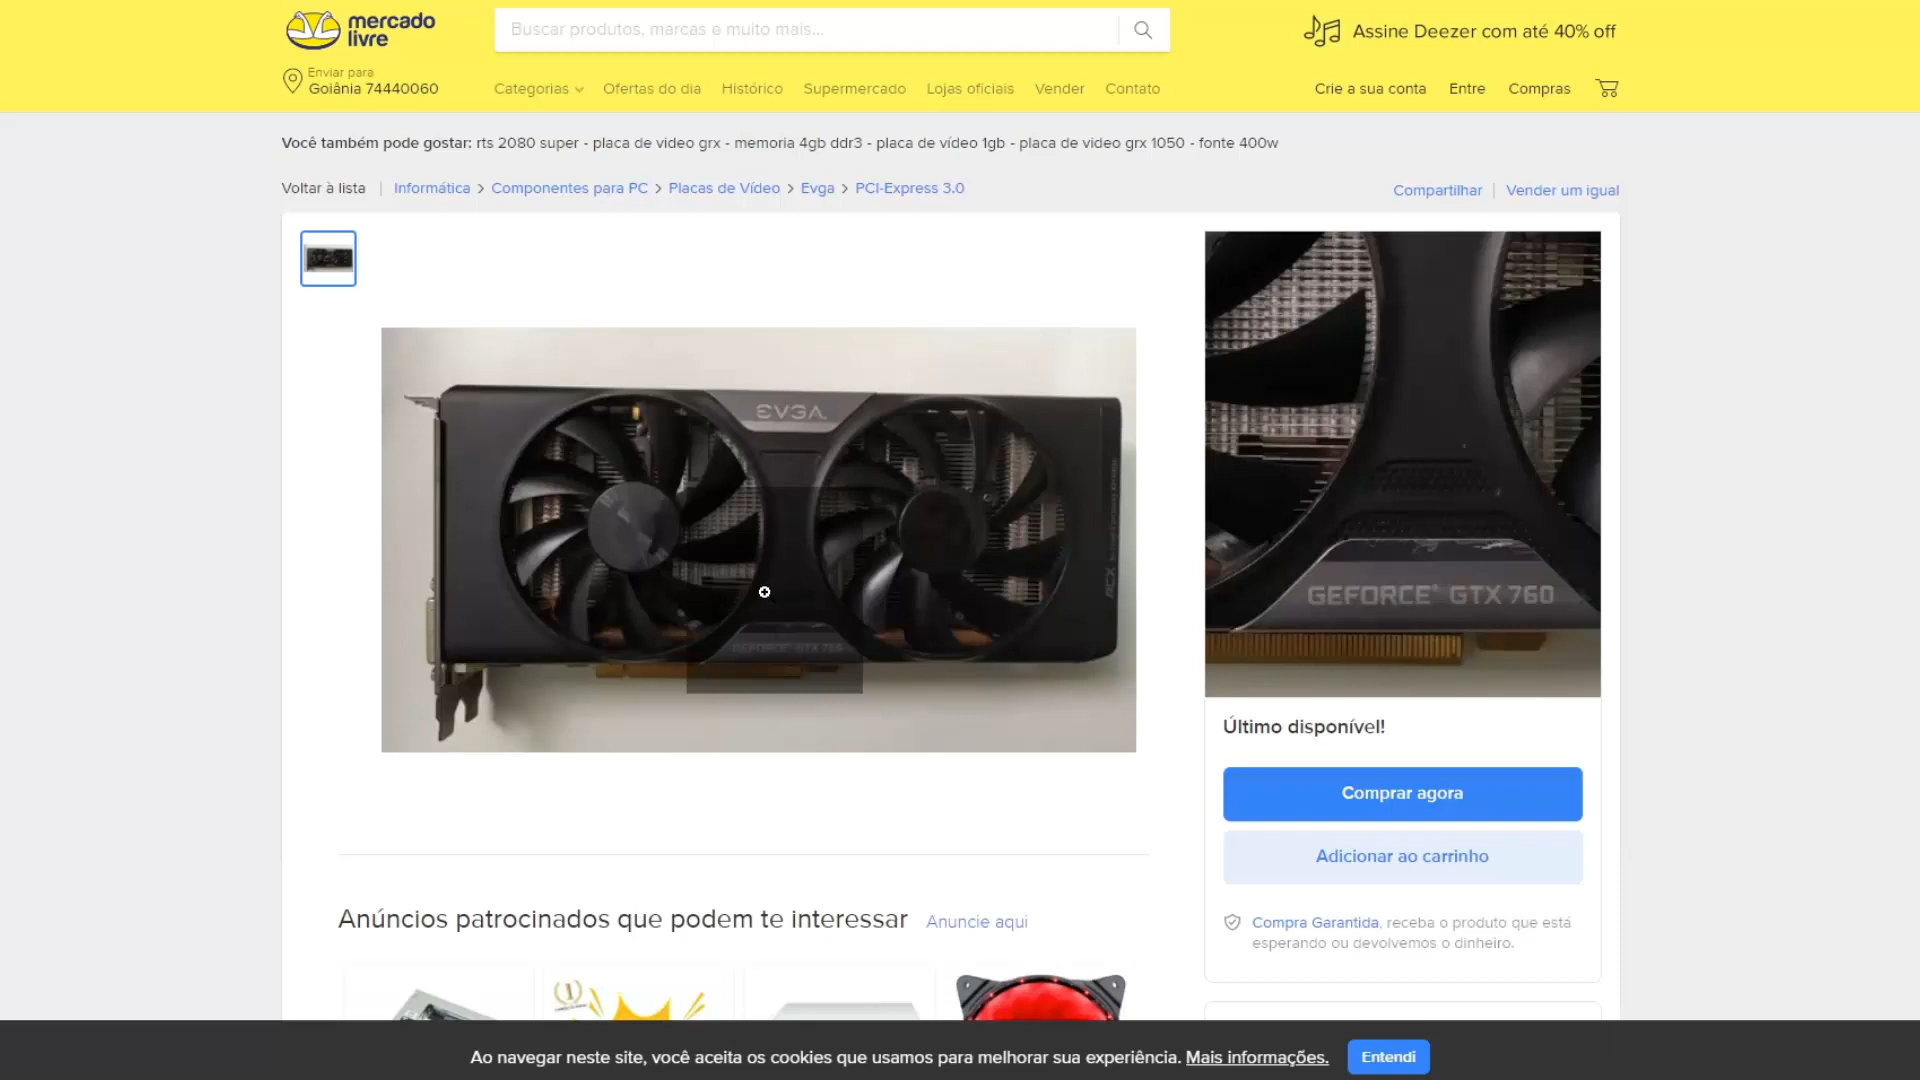 mercado
livre
Buscar produtos, marcas e muito mais...
Assine Deezer com até 40% off
Enviar para
Goiânia 74440060
Categorias
Ofertas do dia
Histórico
Supermercado
Lojas oficiais
Vender
Contato
Crie a sua conta
Entre
Compras
Você também pode gostar: rts 2080 super - placa de video grx - memoria 4gb ddr3 - placa de vídeo 1gb - placa de video grx 1050 - fonte 400w
Voltar à lista | Informática > Componentes para PC > Placas de Vídeo > Evga > PCI-Express 3.0
Compartilhar | Vender um igual
EVGA
GEFORCE GTX 760
GEFORCE® GTX 760
Último disponível!
Comprar agora
Adicionar ao carrinho
Compra Garantida, receba o produto que está
esperando ou devolvemos o dinheiro.
Anúncios patrocinados que podem te interessar
Anuncie aqui
Ao navegar neste site, você aceita os cookies que usamos para melhorar sua experiência. Mais informações.
Entendi